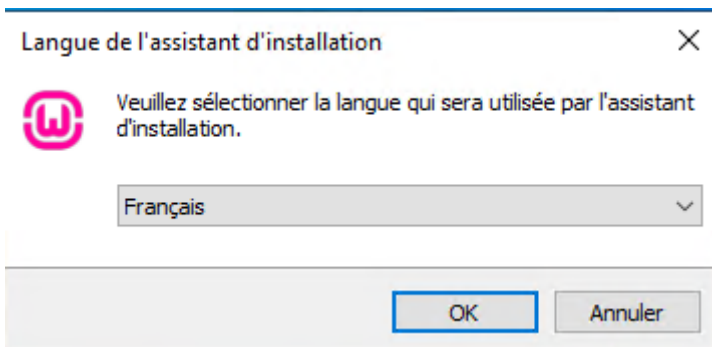 Langue de l'assistant d'installation
Veuillez sélectionner la langue qui sera utilisée par l'assistant
d'installation.
Français
OK
Annuler